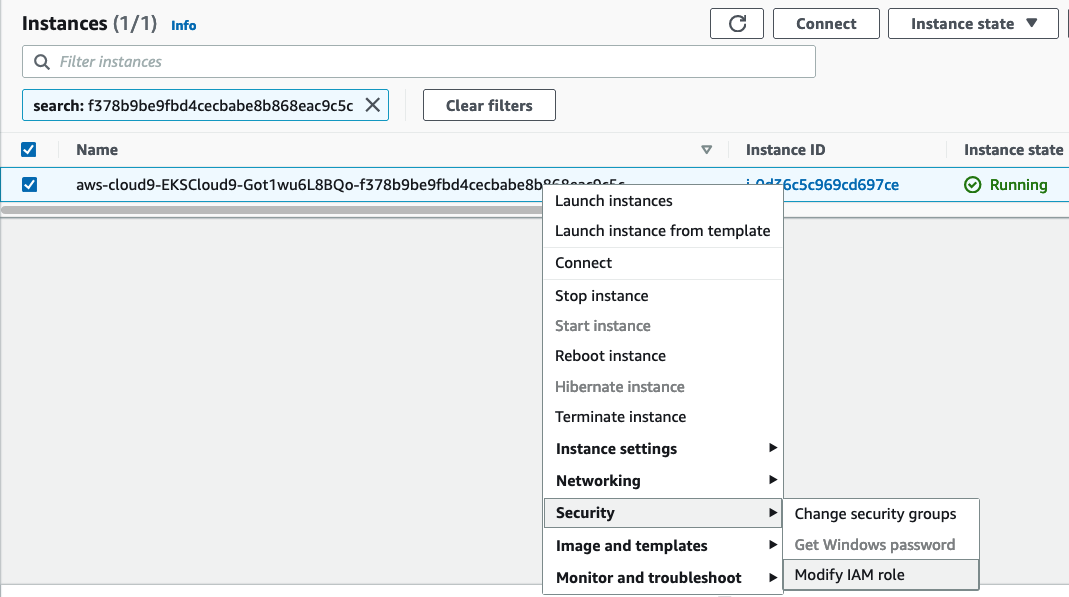 Instances (1/1) Info
Connect
Instance state
Filter instances
search: f378b9be9fbd4cecbabe8b868eac9c5c
Clear filters
Name Instance ID Instance state
aws-cloud9-EKSCloud9-Got1wu6L8BQo-f378b9be9fbd4cecbabe8b868eac9c5c i-0d36c5c969cd697ce Running
Launch instances
Launch instance from template
Connect
Stop instance
Start instance
Reboot instance
Hibernate instance
Terminate instance
Instance settings
Networking
Security
Change security groups
Get Windows password
Modify IAM role
Image and templates
Monitor and troubleshoot